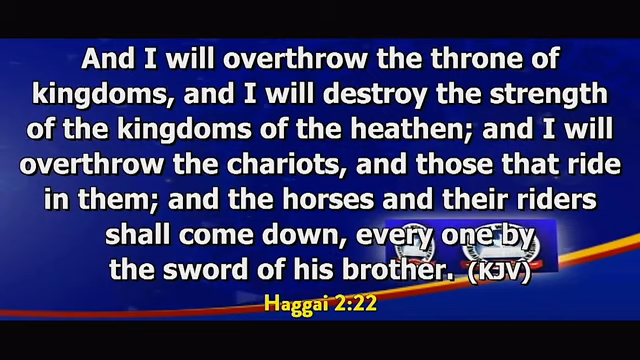 And I will overthrow the throne of
kingdoms, and I will destroy the strength
of the kingdoms of the heathen; and I will
overthrow the chariots, and those that ride
in them; and the horses and their riders
shall come down, every one by
the sword of his brother. (KJV)
Haggai 2:22